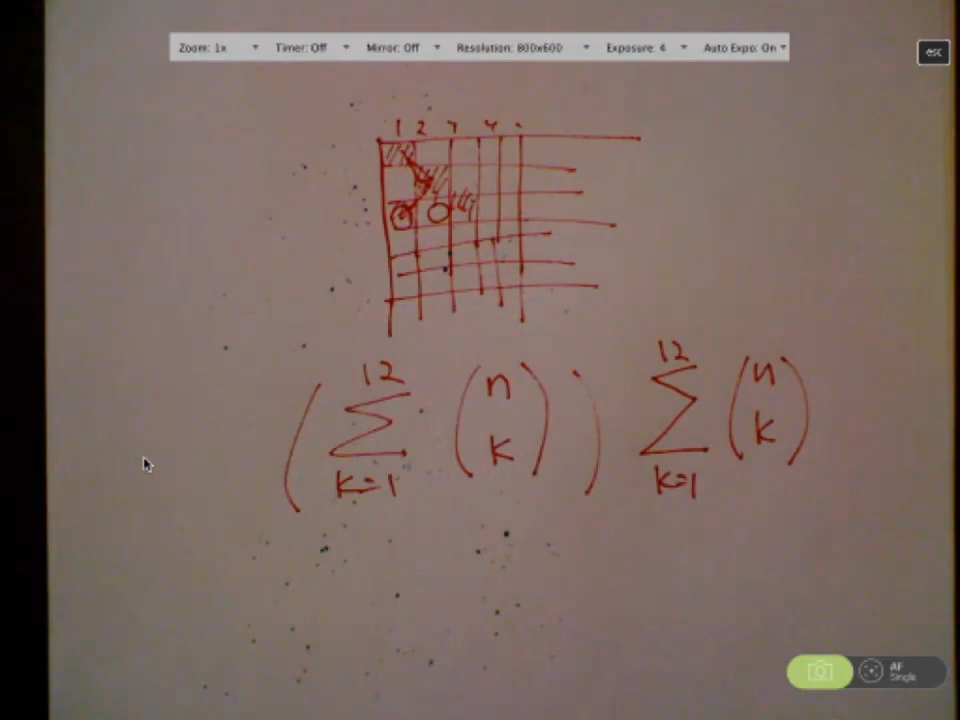 Zoom: 1x Timer: Off Mirror: Off Resolution: 800x600 Exposure: 4 Auto Expo: On
esc
1 2 4
12 n 12 n
( ∑ ( ) ) ∑ ( )
k=1 k k=1 k
AF
Single